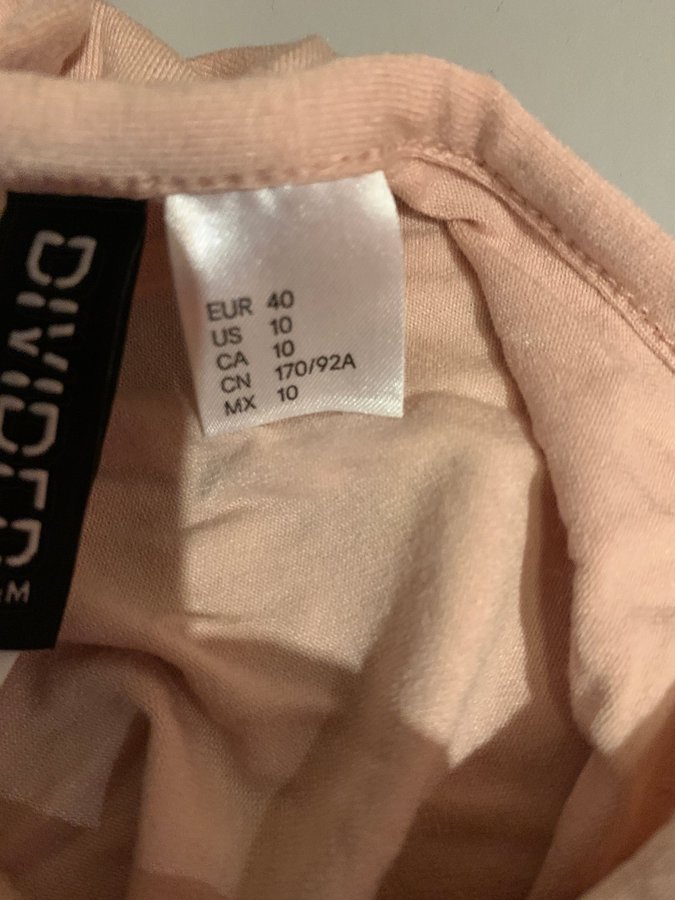 DIVIDED
M
EUR 40
US 10
CA 10
CN 170/92A
MX 10